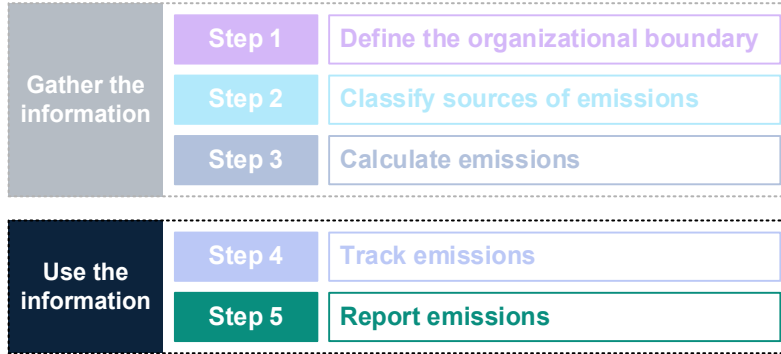 Gather the
information
Step 1
Define the organizational boundary
Step 2
Classify sources of emissions
Step 3
Calculate emissions
Use the
information
Step 4
Track emissions
Step 5
Report emissions